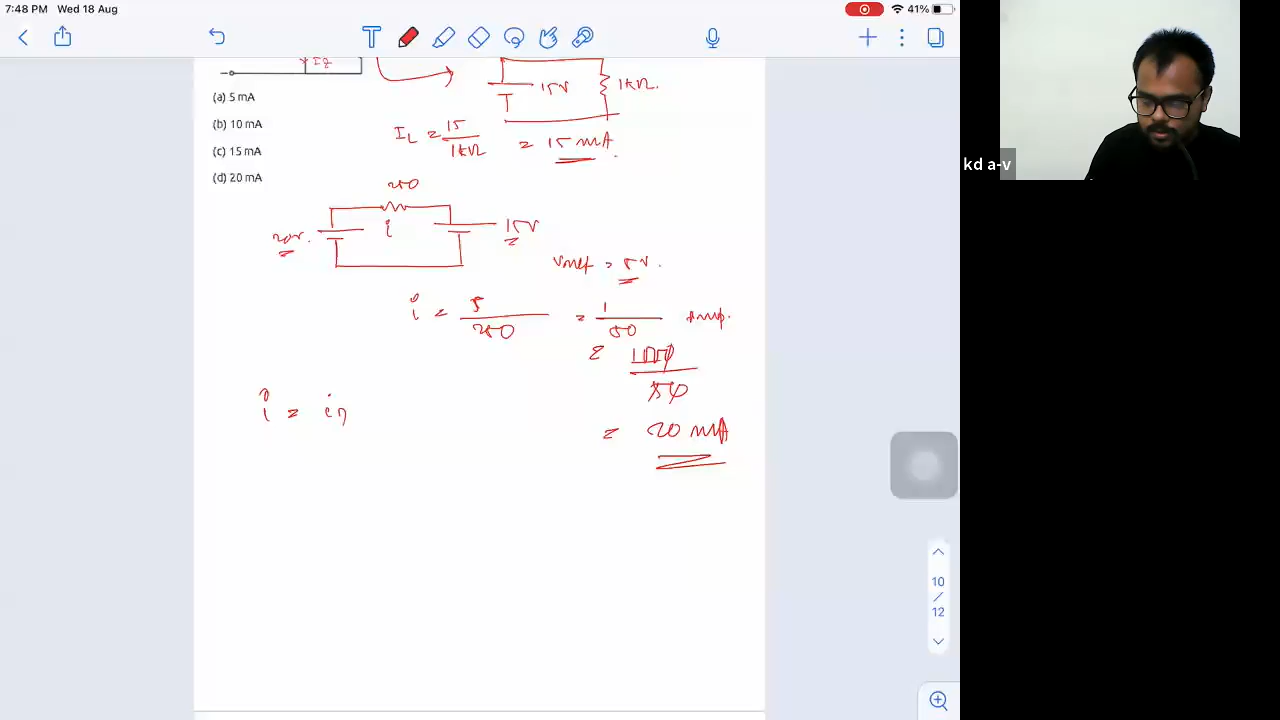 7:48 PM Wed 18 Aug
41%
T
IZ
(a) 5 mA
(b) 10 mA
(c) 15 mA
(d) 20 mA
15V
1kΩ.
IL = 15 / 1kΩ = 15 mA
250
20V.
i
15V
Vnet = 5V.
i = 5 / 250 = 1 / 50 amp.
= 1000 / 50
= 20 mA
i =
kd a-v
10
/
12